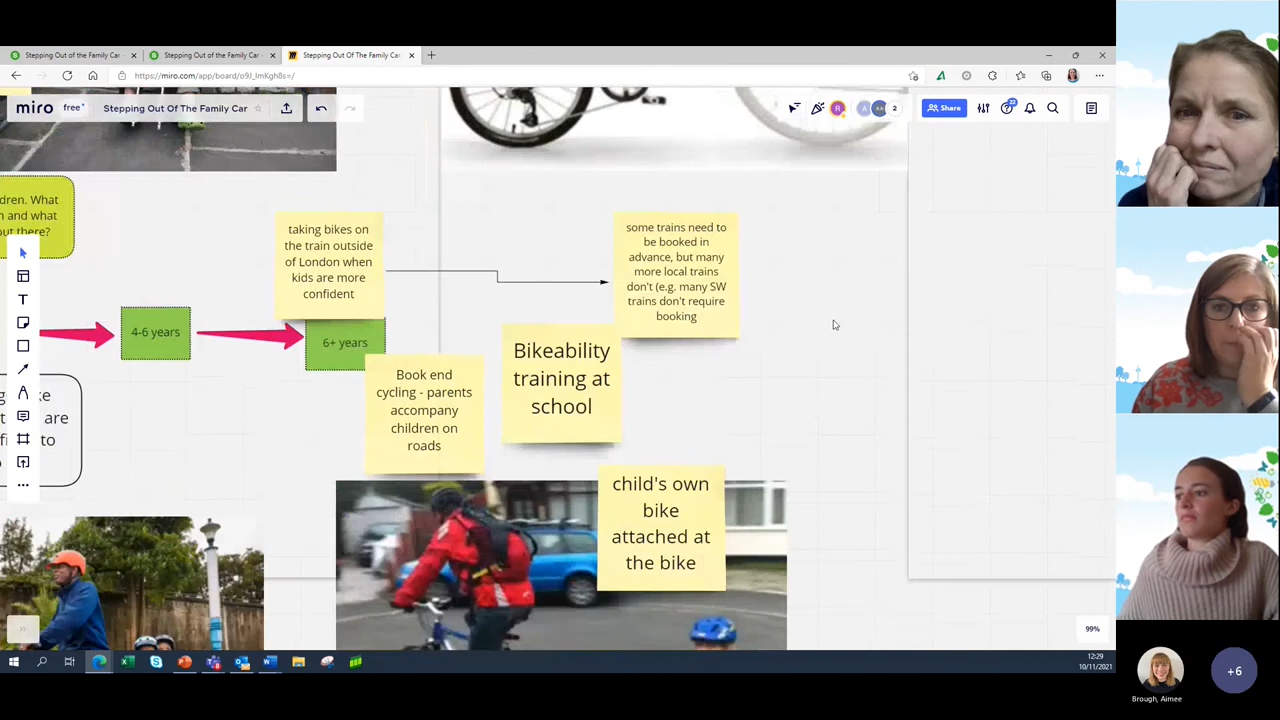 Stepping Out of the Family Car -
Stepping Out of the Family Car -
Stepping Out Of The Family Car
https://miro.com/app/board/o9J_lmKgh8s=/
miro
free
Stepping Out Of The Family Car
R
A
AA
2
Share
22
dren. What
n and what
out there?
taking bikes on
the train outside
of London when
kids are more
confident
some trains need to
be booked in
advance, but many
more local trains
don't (e.g. many SW
trains don't require
booking
4-6 years
6+ years
Bikeability
training at
school
Book end
cycling - parents
accompany
children on
roads
are
to
child's own
bike
attached at
the bike
99%
12:29
10/11/2021
Brough, Aimee
+6